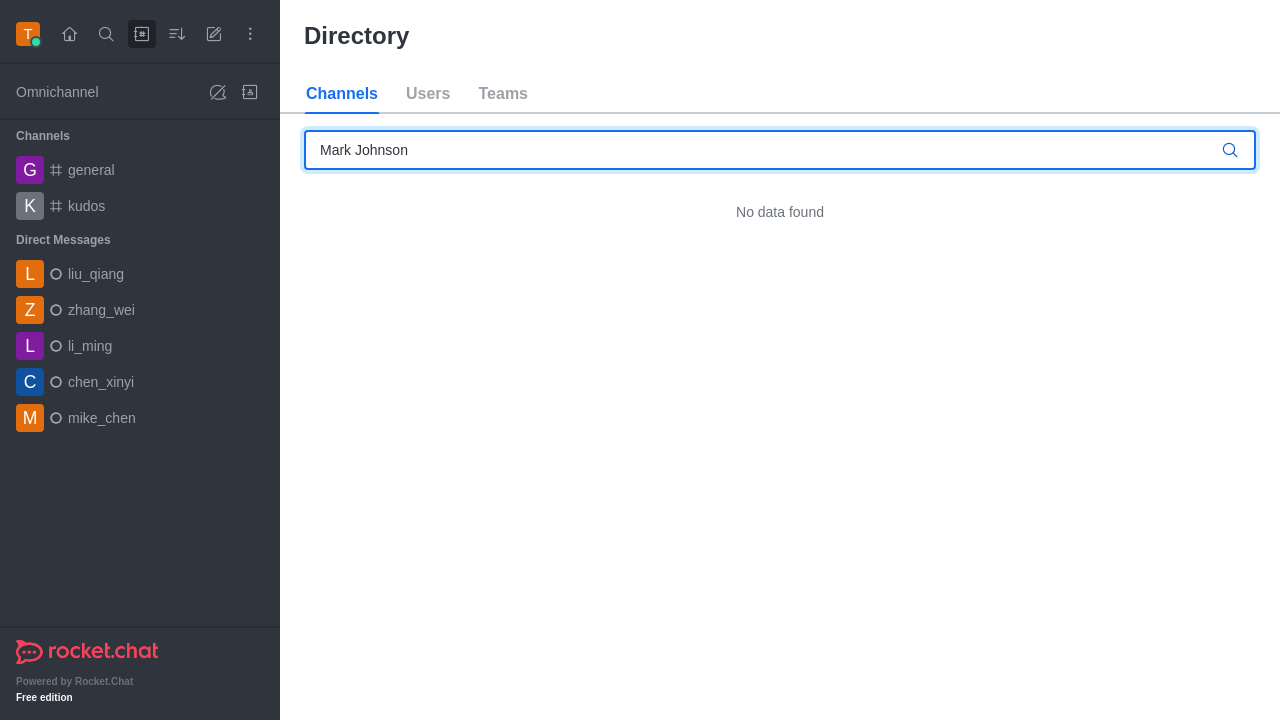 T
Omnichannel
Channels
G general
K kudos
Direct Messages
L liu_qiang
Z zhang_wei
L li_ming
C chen_xinyi
M mike_chen
rocket.chat
Powered by Rocket.Chat
Free edition
Directory
Channels Users Teams
Mark Johnson
No data found